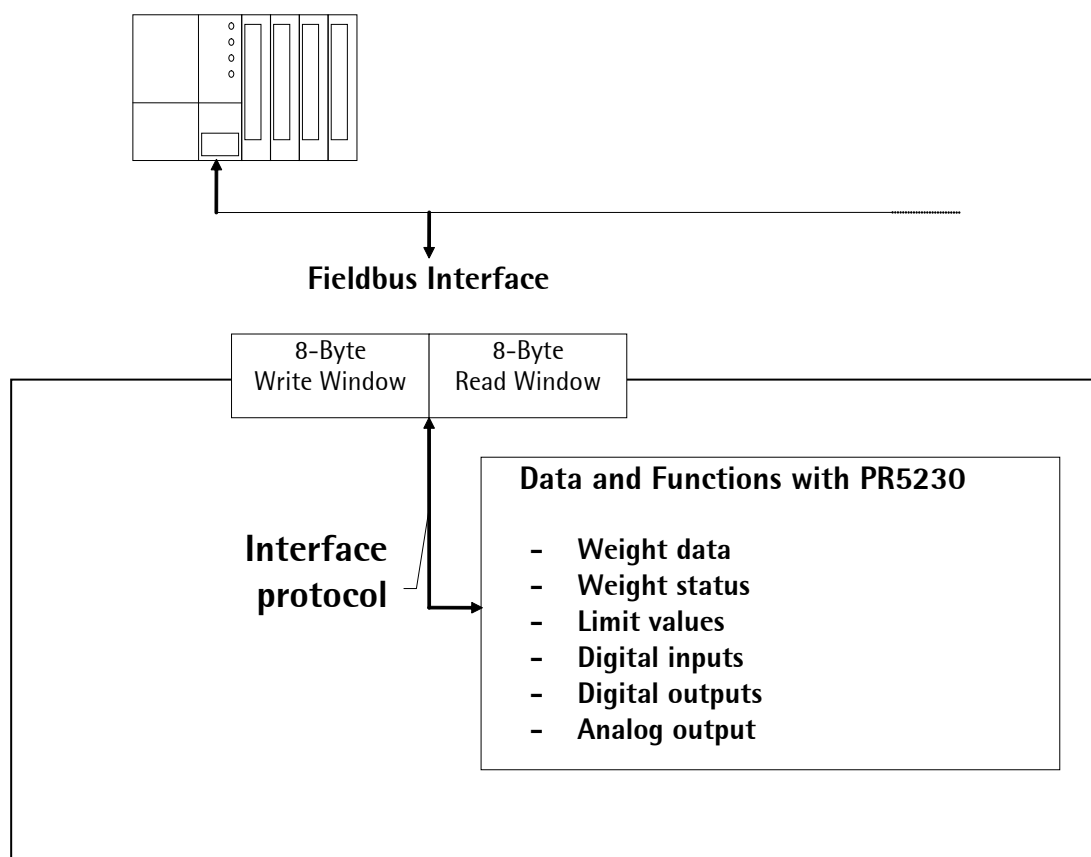 Fieldbus Interface
8-Byte
Write Window
8-Byte
Read Window
Data and Functions with PR5230
Interface
protocol
- Weight data
- Weight status
- Limit values
- Digital inputs
- Digital outputs
- Analog output